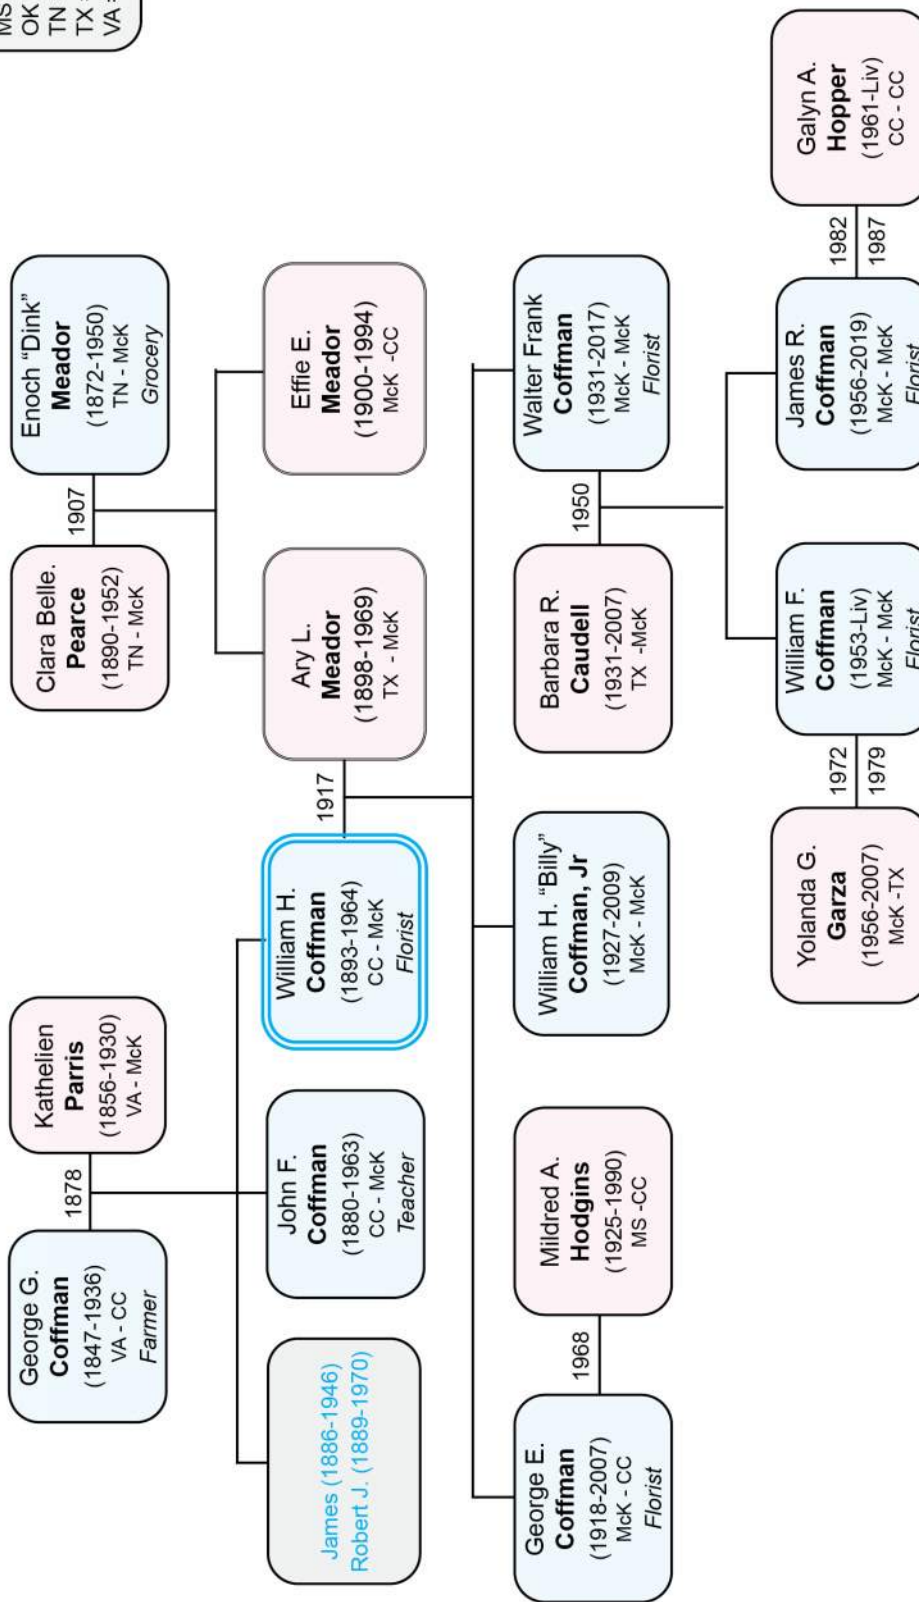 MS
OK
TN
TX =
VA =
George G.
Coffman
(1847-1936)
VA - CC
Farmer
1878
Kathelien
Parris
(1856-1930)
VA - McK
Clara Belle.
Pearce
(1890-1952)
TN - McK
1907
Enoch "Dink"
Meador
(1872-1950)
TN - McK
Grocery
James (1886-1946)
Robert J. (1889-1970)
John F.
Coffman
(1880-1963)
CC - McK
Teacher
William H.
Coffman
(1893-1964)
CC - McK
Florist
1917
Ary L.
Meador
(1898-1969)
TX - McK
Effie E.
Meador
(1900-1994)
McK -CC
George E.
Coffman
(1918-2007)
McK - CC
Florist
1968
Mildred A.
Hodgins
(1925-1990)
MS -CC
William H. "Billy"
Coffman, Jr
(1927-2009)
McK - McK
Barbara R.
Caudell
(1931-2007)
TX -McK
1950
Walter Frank
Coffman
(1931-2017)
McK - McK
Florist
Yolanda G.
Garza
(1956-2007)
McK -TX
1972
1979
William F.
Coffman
(1953-Liv)
McK - McK
Florist
James R.
Coffman
(1956-2019)
McK - McK
Florist
1982
1987
Galyn A.
Hopper
(1961-Liv)
CC - CC